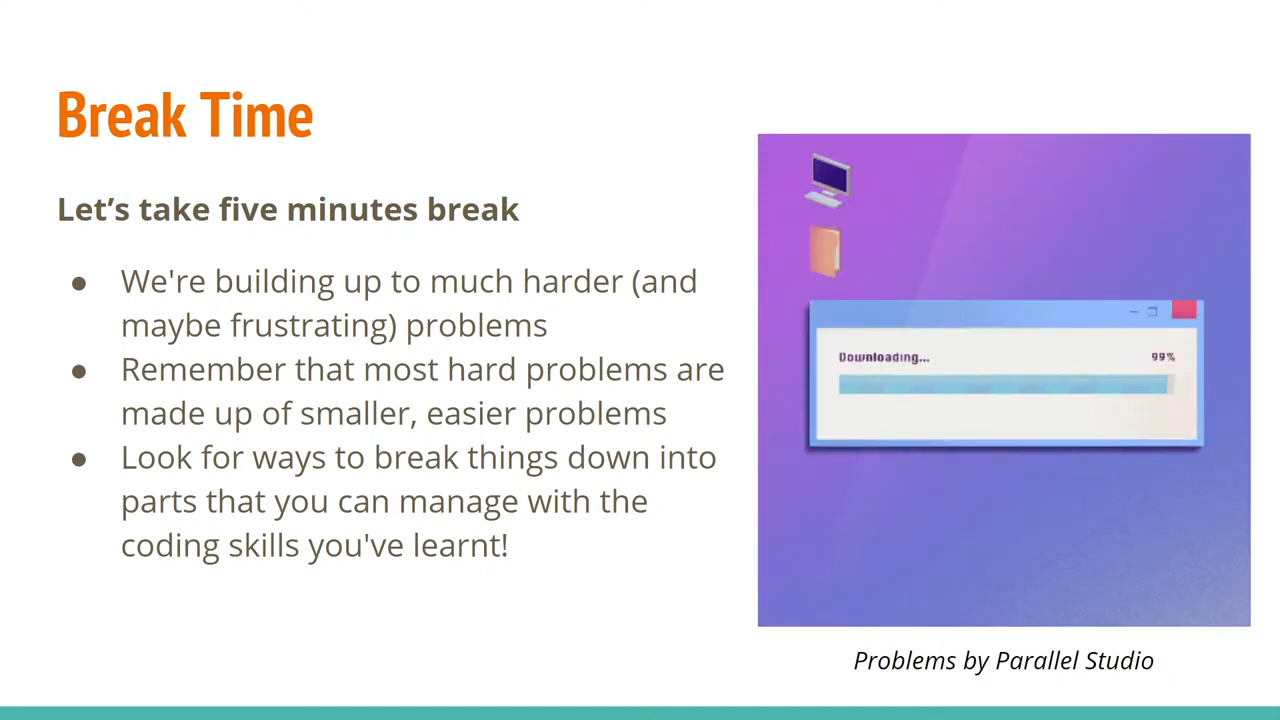 Break Time
Let’s take five minutes break
● We're building up to much harder (and
maybe frustrating) problems
● Remember that most hard problems are
made up of smaller, easier problems
● Look for ways to break things down into
parts that you can manage with the
coding skills you've learnt!
Downloading... 99%
Problems by Parallel Studio